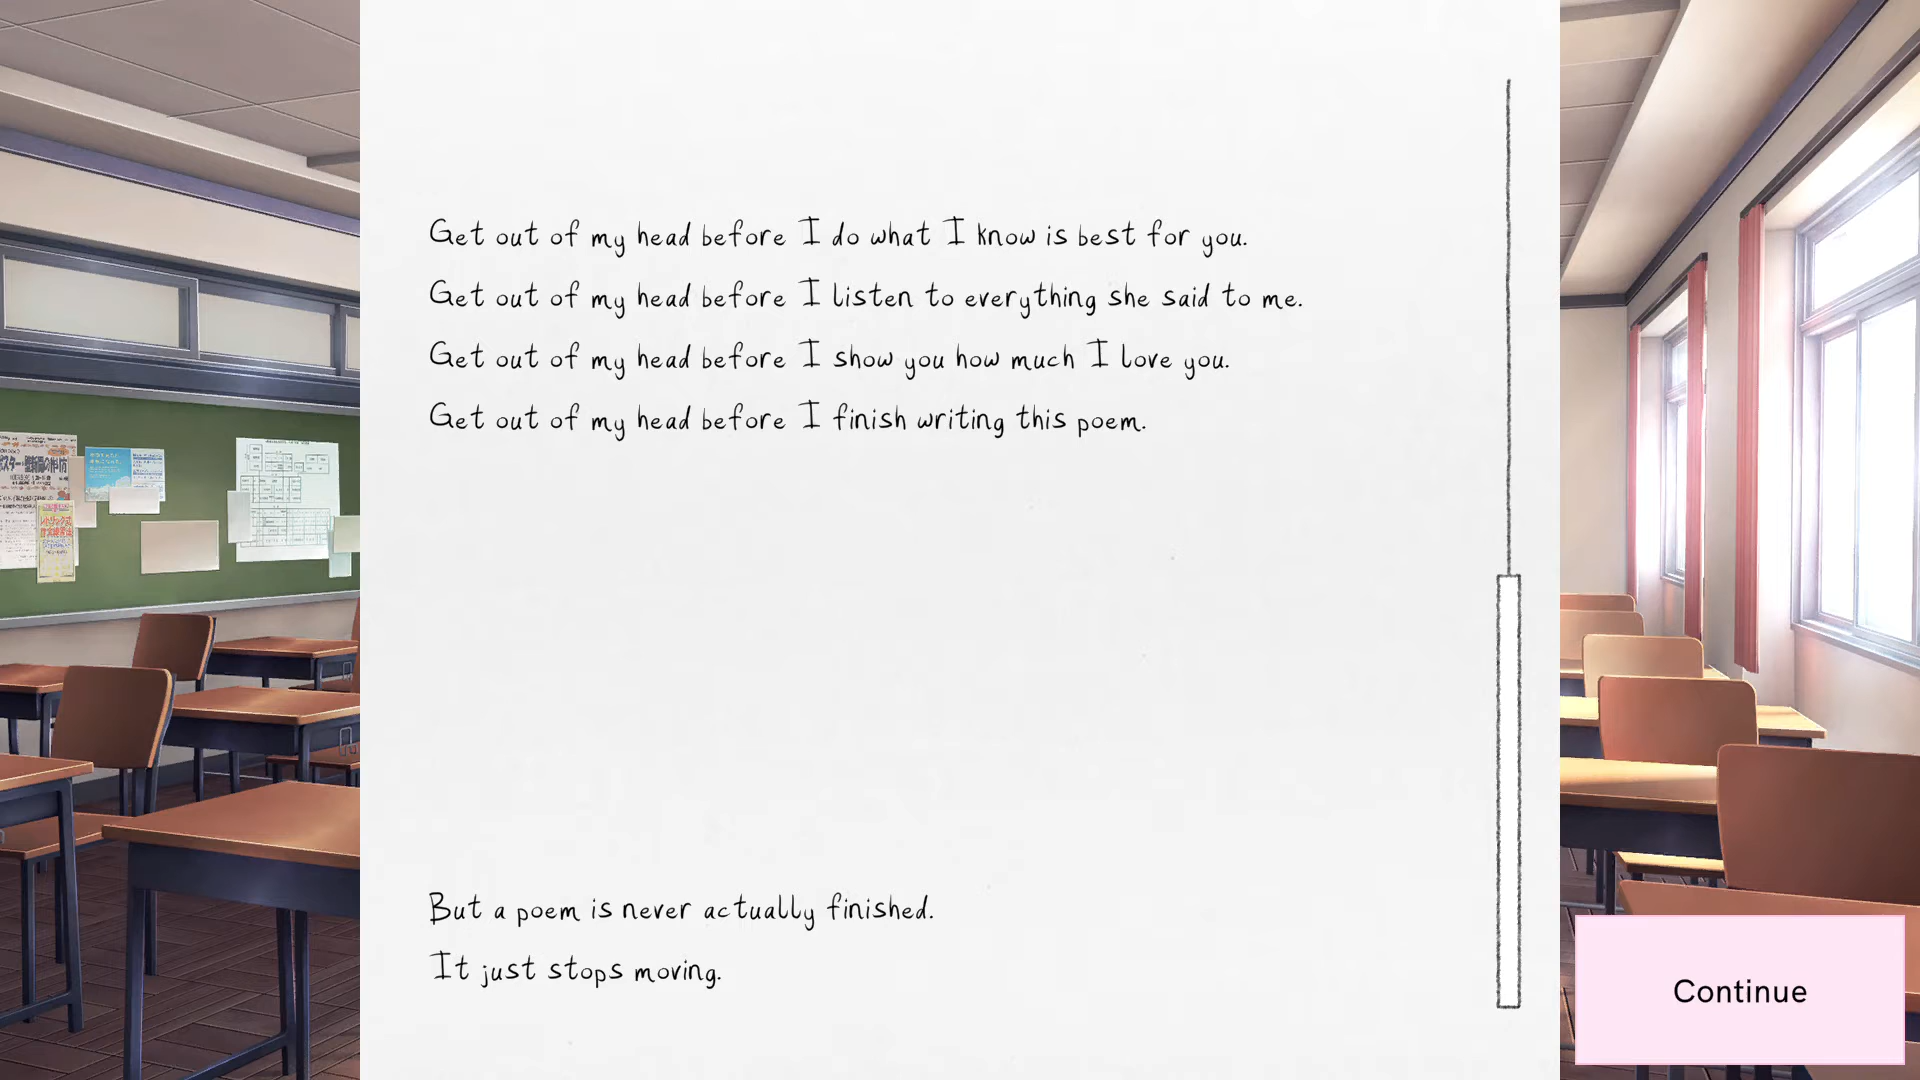 Get out of my head before I do what I know is best for you.
Get out of my head before I listen to everything she said to me.
Get out of my head before I show you how much I love you.
Get out of my head before I finish writing this poem.
But a poem is never actually finished.
It just stops moving.
Continue